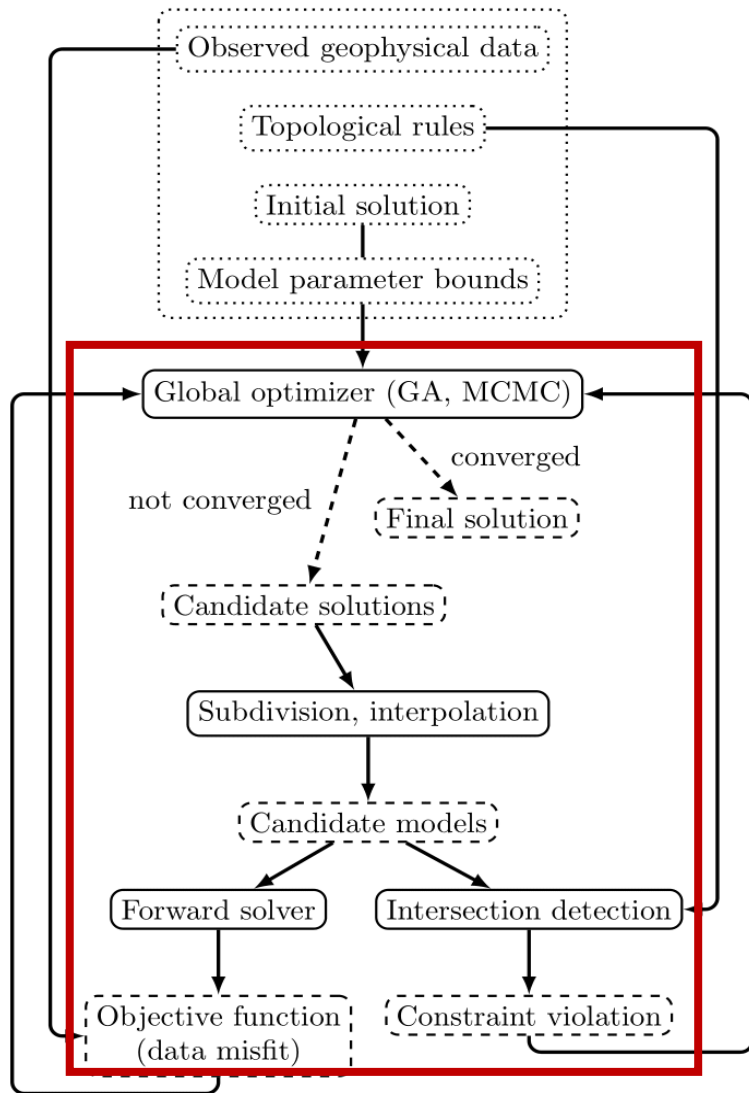 Observed geophysical data
Topological rules
Initial solution
Model parameter bounds
Global optimizer (GA, MCMC)
converged
not converged
Final solution
Candidate solutions
Subdivision, interpolation
Candidate models
Forward solver
Intersection detection
Objective function
(data misfit)
Constraint violation